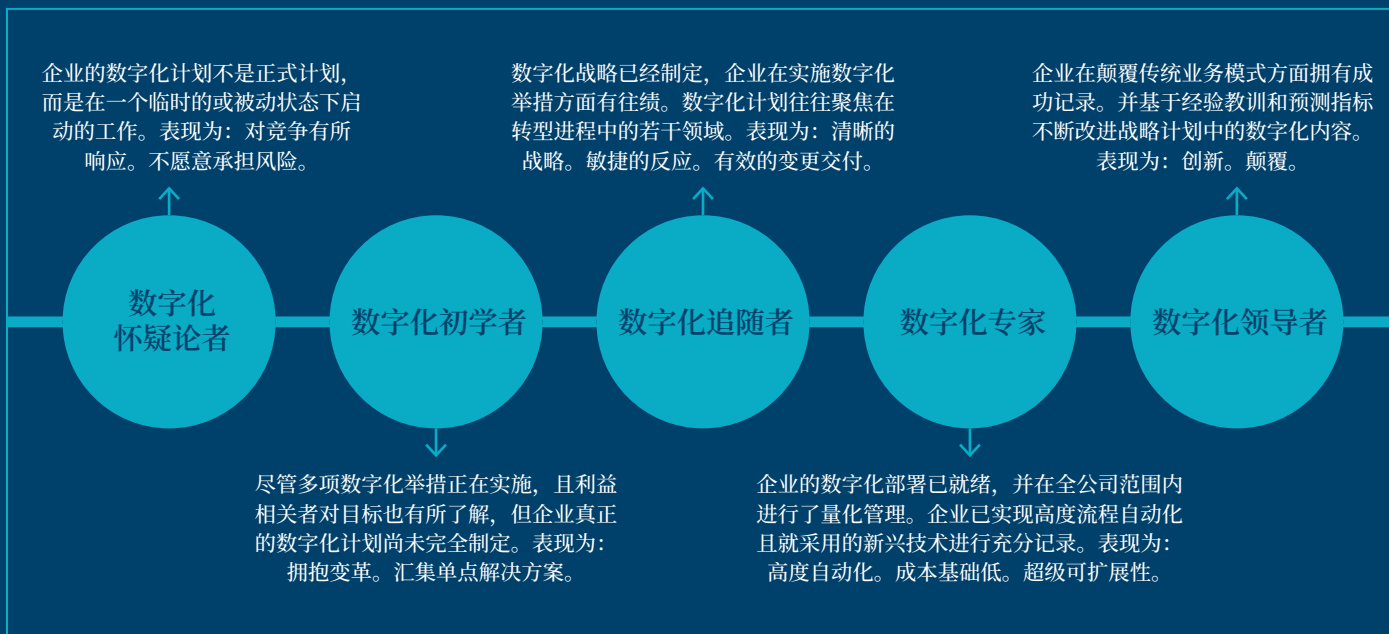 企业的数字化计划不是正式计划，
而是在一个临时的或被动状态下启
动的工作。表现为：对竞争有所
响应。不愿意承担风险。
数字化战略已经制定，企业在实施数字化
举措方面有往绩。数字化计划往往聚焦在
转型进程中的若干领域。表现为：清晰的
战略。敏捷的反应。有效的变更交付。
企业在颠覆传统业务模式方面拥有成
功记录。并基于经验教训和预测指标
不断改进战略计划中的数字化内容。
表现为：创新。颠覆。
数字化
怀疑论者
数字化初学者
数字化追随者
数字化专家
数字化领导者
尽管多项数字化举措正在实施，且利益
相关者对目标也有所了解，但企业真正
的数字化计划尚未完全制定。表现为：
拥抱变革。汇集单点解决方案。
企业的数字化部署已就绪，并在全公司范围内
进行了量化管理。企业已实现高度流程自动化
且就采用的新兴技术进行充分记录。表现为：
高度自动化。成本基础低。超级可扩展性。